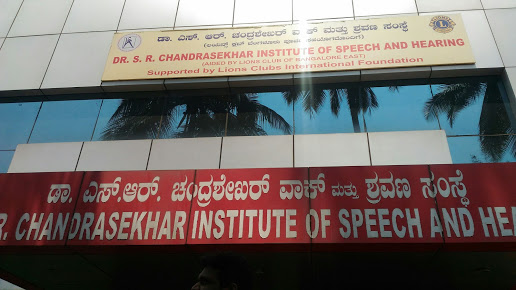 ಡಾ. ಎಸ್. ಆರ್. ಚಂದ್ರಶೇಖರ್ ವಾಕ್ ಮತ್ತು ಶ್ರವಣ ಸಂಸ್ಥೆ
DR. S. R. CHANDRASEKHAR INSTITUTE OF SPEECH AND HEARING
(AIDED BY LIONS CLUB OF BANGALORE EAST)
Supported by Lions Clubs International Foundation
ಡಾ. ಎಸ್.ಆರ್. ಚಂದ್ರಶೇಖರ್ ವಾಕ್ ಮತ್ತು ಶ್ರವಣ ಸಂಸ್ಥೆ
R. CHANDRASEKHAR INSTITUTE OF SPEECH AND HEA